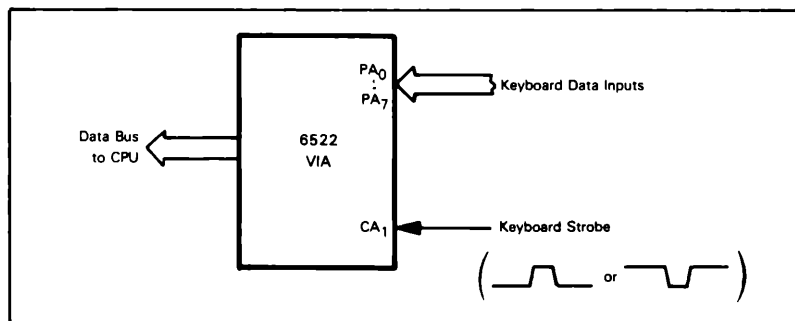 PA0
PA7
Keyboard Data Inputs
Data Bus
to CPU
6522
VIA
CA1
Keyboard Strobe
( or )